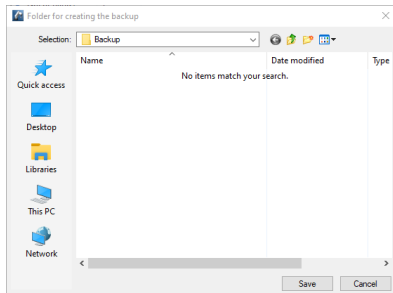 Folder for creating the backup
Selection: Backup
Name Date modified Type
No items match your search.
Quick access
Desktop
Libraries
This PC
Network
Save Cancel